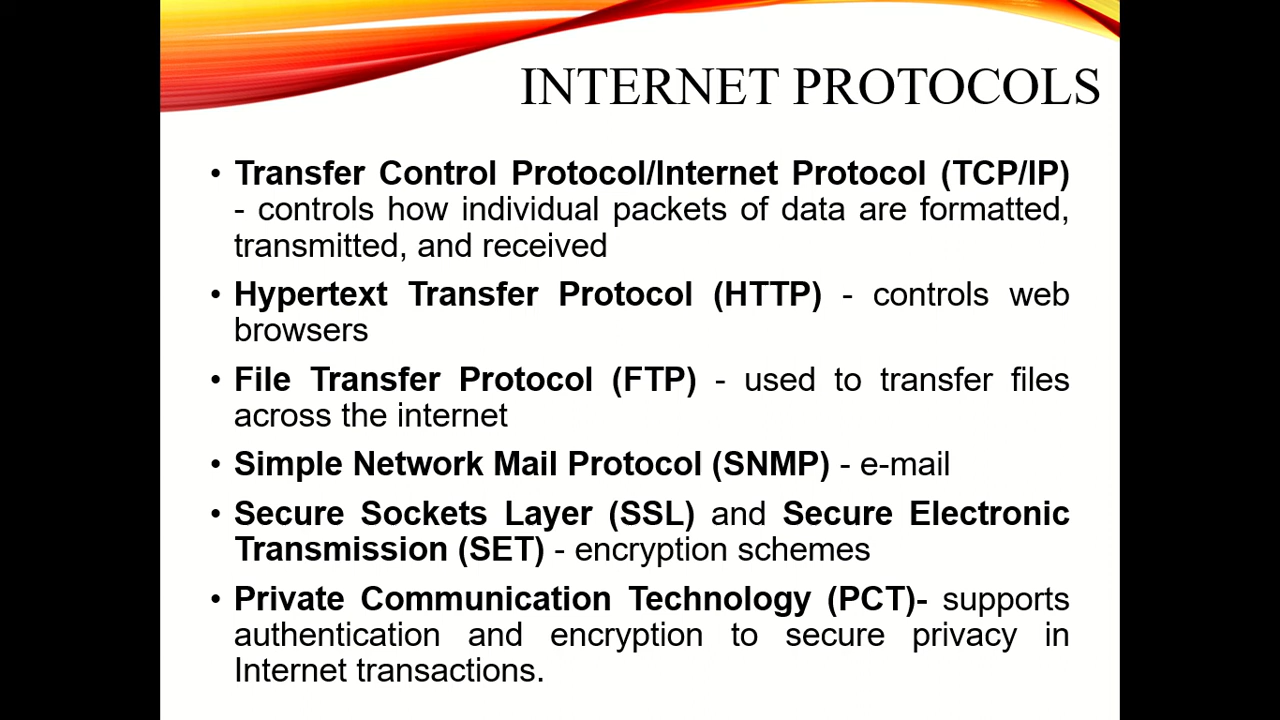 INTERNET PROTOCOLS
• Transfer Control Protocol/Internet Protocol (TCP/IP)
- controls how individual packets of data are formatted,
transmitted, and received
• Hypertext Transfer Protocol (HTTP) - controls web
browsers
• File Transfer Protocol (FTP) - used to transfer files
across the internet
• Simple Network Mail Protocol (SNMP) - e-mail
• Secure Sockets Layer (SSL) and Secure Electronic
Transmission (SET) - encryption schemes
• Private Communication Technology (PCT)- supports
authentication and encryption to secure privacy in
Internet transactions.